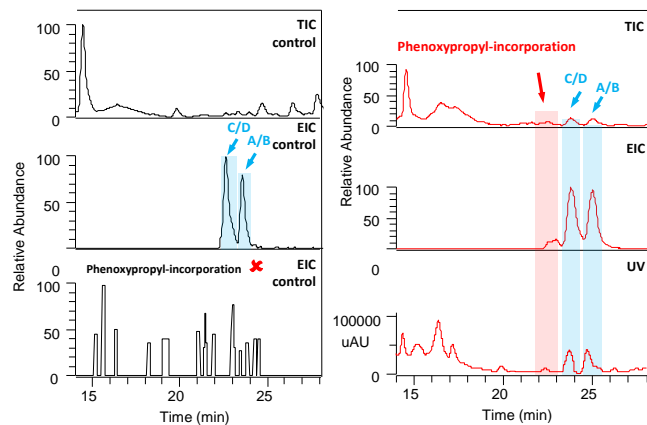 TIC
control
100
50
0
Relative Abundance
EIC
control
C/D
A/B
100
50
0
Phenoxypropyl-incorporation ✘
EIC
control
100
50
0
15
20
25
Time (min)
TIC
Phenoxypropyl-incorporation
C/D
A/B
100
50
0
Relative Abundance
EIC
100
50
0
UV
100000
uAU
0
15
20
25
Time (min)